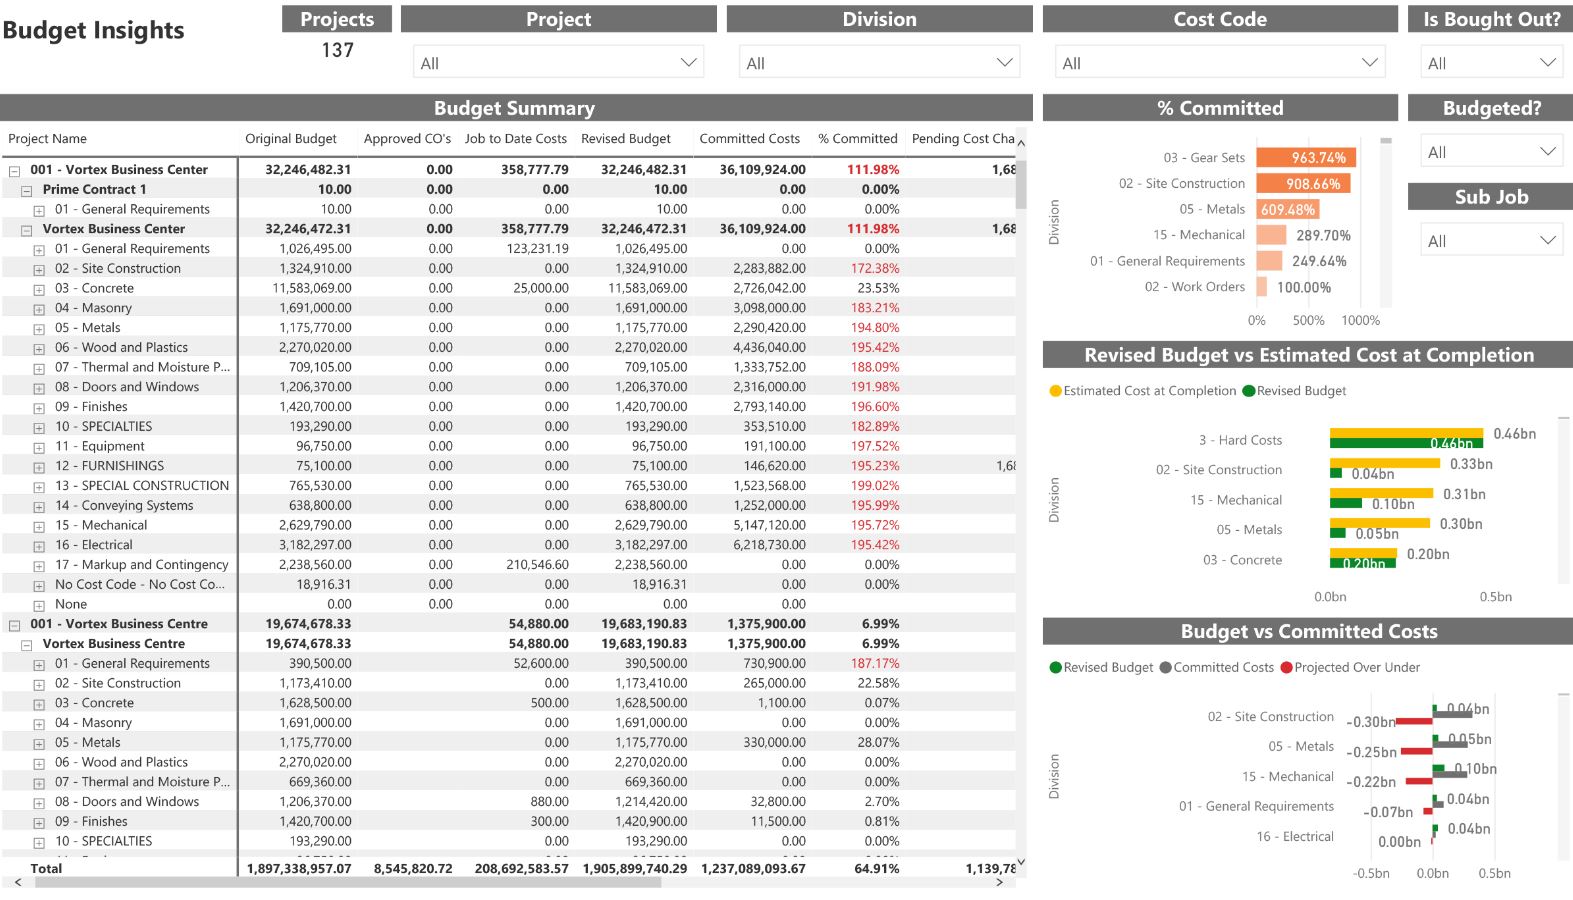 Budget Insights
Projects
137
Project
All
Division
All
Cost Code
All
Is Bought Out?
All
Budget Summary
Project Name Original Budget Approved CO's Job to Date Costs Revised Budget Committed Costs % Committed Pending Cost Cha
001 - Vortex Business Center 32,246,482.31 0.00 358,777.79 32,246,482.31 36,109,924.00 111.98% 1,68
Prime Contract 1 10.00 0.00 0.00 10.00 0.00 0.00%
01 - General Requirements 10.00 0.00 0.00 10.00 0.00 0.00%
Vortex Business Center 32,246,472.31 0.00 358,777.79 32,246,472.31 36,109,924.00 111.98% 1,68
01 - General Requirements 1,026,495.00 0.00 123,231.19 1,026,495.00 0.00 0.00%
02 - Site Construction 1,324,910.00 0.00 0.00 1,324,910.00 2,283,882.00 172.38%
03 - Concrete 11,583,069.00 0.00 25,000.00 11,583,069.00 2,726,042.00 23.53%
04 - Masonry 1,691,000.00 0.00 0.00 1,691,000.00 3,098,000.00 183.21%
05 - Metals 1,175,770.00 0.00 0.00 1,175,770.00 2,290,420.00 194.80%
06 - Wood and Plastics 2,270,020.00 0.00 0.00 2,270,020.00 4,436,040.00 195.42%
07 - Thermal and Moisture P... 709,105.00 0.00 0.00 709,105.00 1,333,752.00 188.09%
08 - Doors and Windows 1,206,370.00 0.00 0.00 1,206,370.00 2,316,000.00 191.98%
09 - Finishes 1,420,700.00 0.00 0.00 1,420,700.00 2,793,140.00 196.60%
10 - SPECIALTIES 193,290.00 0.00 0.00 193,290.00 353,510.00 182.89%
11 - Equipment 96,750.00 0.00 0.00 96,750.00 191,100.00 197.52%
12 - FURNISHINGS 75,100.00 0.00 0.00 75,100.00 146,620.00 195.23% 1,68
13 - SPECIAL CONSTRUCTION 765,530.00 0.00 0.00 765,530.00 1,523,568.00 199.02%
14 - Conveying Systems 638,800.00 0.00 0.00 638,800.00 1,252,000.00 195.99%
15 - Mechanical 2,629,790.00 0.00 0.00 2,629,790.00 5,147,120.00 195.72%
16 - Electrical 3,182,297.00 0.00 0.00 3,182,297.00 6,218,730.00 195.42%
17 - Markup and Contingency 2,238,560.00 0.00 210,546.60 2,238,560.00 0.00 0.00%
No Cost Code - No Cost Co... 18,916.31 0.00 0.00 18,916.31 0.00 0.00%
None 0.00 0.00 0.00 0.00 0.00
001 - Vortex Business Centre 19,674,678.33 54,880.00 19,683,190.83 1,375,900.00 6.99%
Vortex Business Centre 19,674,678.33 54,880.00 19,683,190.83 1,375,900.00 6.99%
01 - General Requirements 390,500.00 52,600.00 390,500.00 730,900.00 187.17%
02 - Site Construction 1,173,410.00 0.00 1,173,410.00 265,000.00 22.58%
03 - Concrete 1,628,500.00 500.00 1,628,500.00 1,100.00 0.07%
04 - Masonry 1,691,000.00 0.00 1,691,000.00 0.00 0.00%
05 - Metals 1,175,770.00 0.00 1,175,770.00 330,000.00 28.07%
06 - Wood and Plastics 2,270,020.00 0.00 2,270,020.00 0.00 0.00%
07 - Thermal and Moisture P... 669,360.00 0.00 669,360.00 0.00 0.00%
08 - Doors and Windows 1,206,370.00 880.00 1,214,420.00 32,800.00 2.70%
09 - Finishes 1,420,700.00 300.00 1,420,900.00 11,500.00 0.81%
10 - SPECIALTIES 193,290.00 0.00 193,290.00 0.00 0.00%
Total 1,897,338,957.07 8,545,820.72 208,692,583.57 1,905,899,740.29 1,237,089,093.67 64.91% 1,139,78
% Committed
Division
03 - Gear Sets 963.74%
02 - Site Construction 908.66%
05 - Metals 609.48%
15 - Mechanical 289.70%
01 - General Requirements 249.64%
02 - Work Orders 100.00%
0% 500% 1000%
Budgeted?
All
Sub Job
All
Revised Budget vs Estimated Cost at Completion
Estimated Cost at Completion Revised Budget
Division
3 - Hard Costs 0.46bn 0.46bn
02 - Site Construction 0.33bn 0.04bn
15 - Mechanical 0.31bn 0.10bn
05 - Metals 0.30bn 0.05bn
03 - Concrete 0.20bn 0.20bn
0.0bn 0.5bn
Budget vs Committed Costs
Revised Budget Committed Costs Projected Over Under
Division
02 - Site Construction -0.30bn 0.04bn
05 - Metals -0.25bn 0.05bn
15 - Mechanical -0.22bn 0.10bn
01 - General Requirements -0.07bn 0.04bn
16 - Electrical 0.00bn 0.04bn
-0.5bn 0.0bn 0.5bn